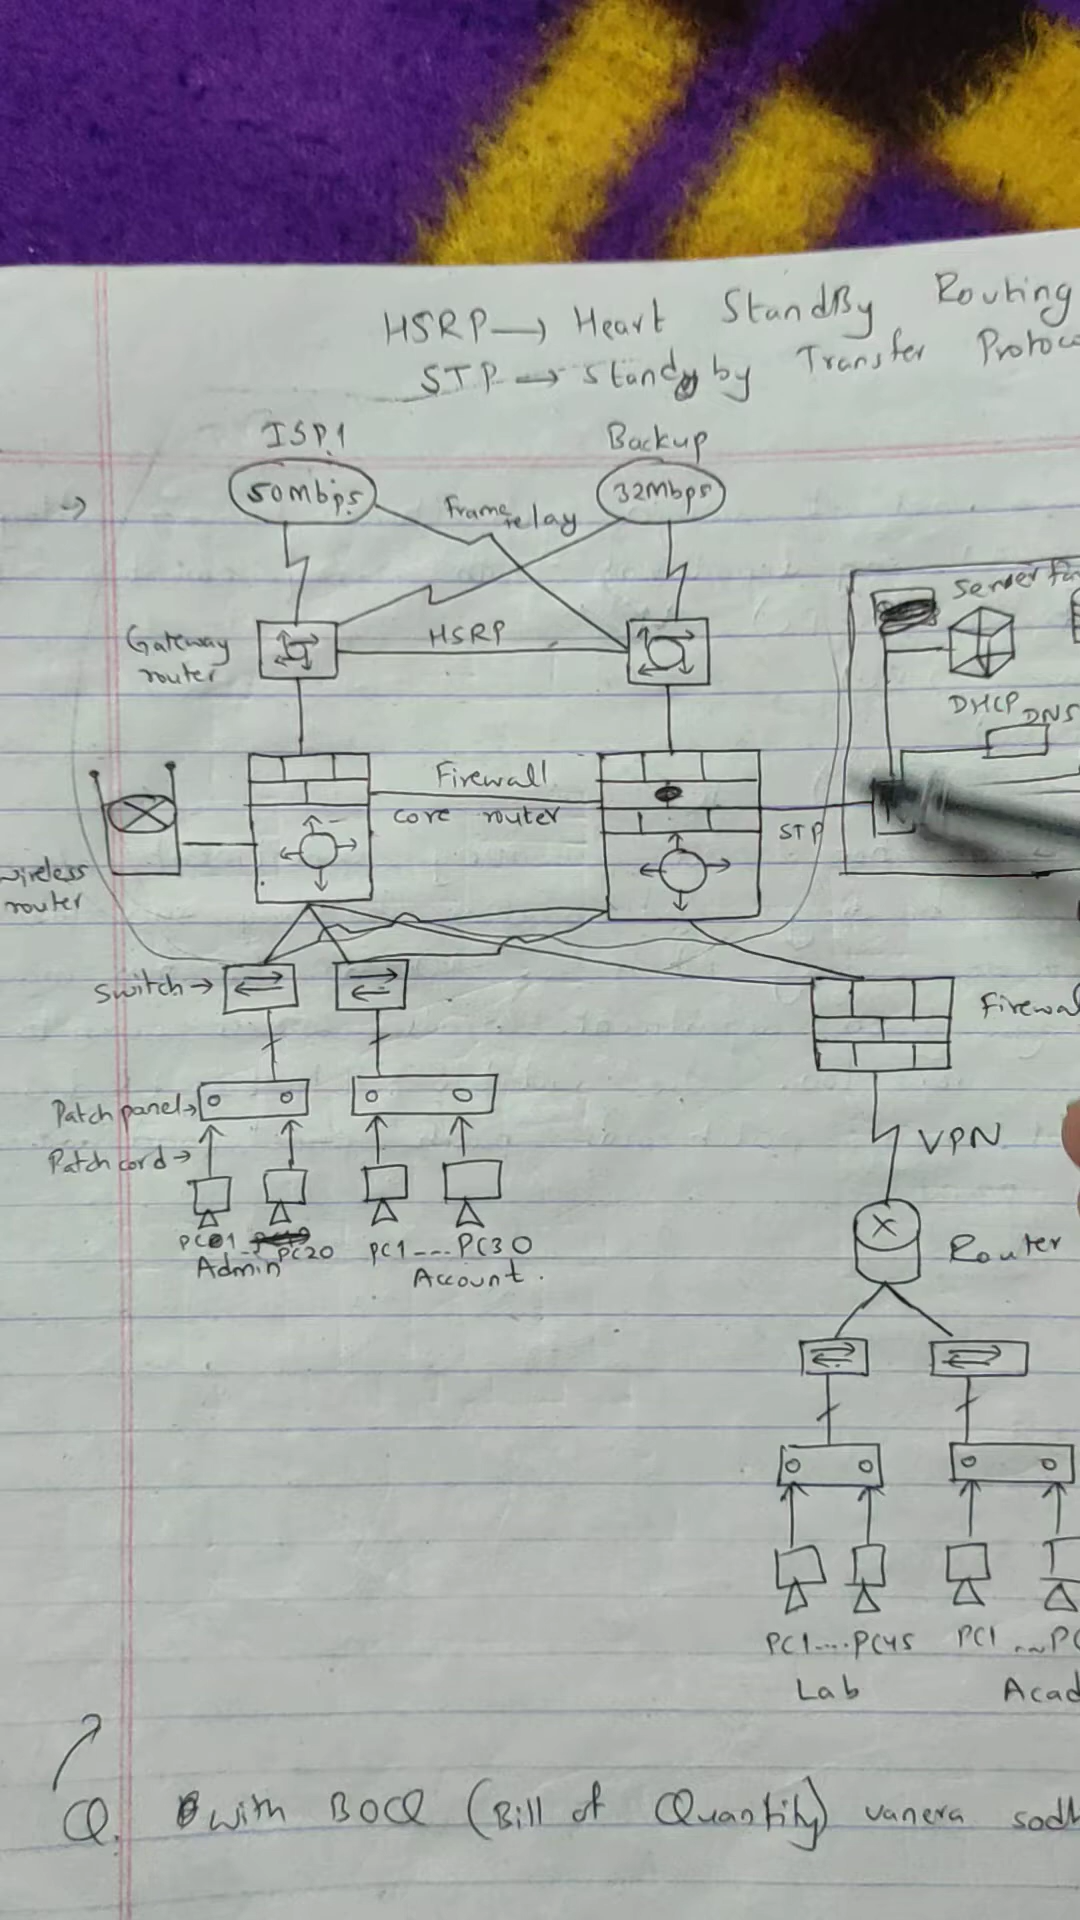 HSRP → Heart StandBy Routing
STP → Standby Transfer
ISP1
Backup
50Mbps
32Mbps
Frame relay
Gateway router
HSRP
DHCP
DNS
Firewall
core router
STP
wireless router
Switch →
Patch panel →
Patch cord →
PC01 PC20
Admin
PC1....PC30
Account.
VPN
Router
PC1....PC45
PC1
Lab
Q. with BOQ (Bill of Quantity) vanera